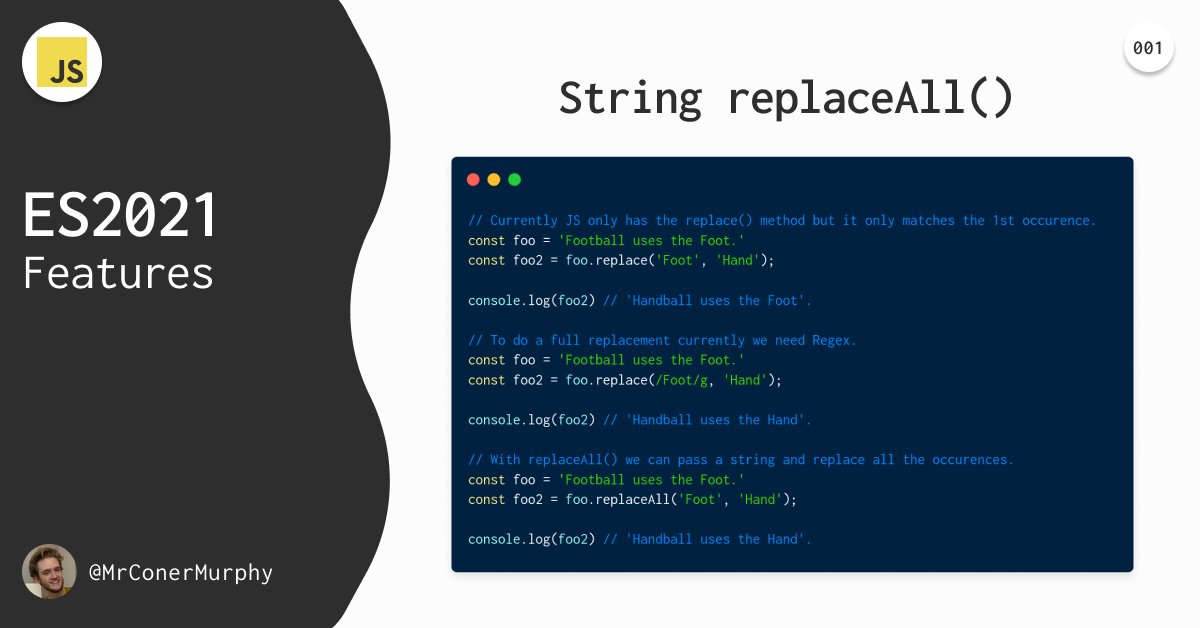 JS
ES2021
Features
@MrConerMurphy
001
String replaceAll()
// Currently JS only has the replace() method but it only matches the 1st occurence.
const foo = 'Football uses the Foot.'
const foo2 = foo.replace('Foot', 'Hand');
console.log(foo2) // 'Handball uses the Foot'.
// To do a full replacement currently we need Regex.
const foo = 'Football uses the Foot.'
const foo2 = foo.replace(/Foot/g, 'Hand');
console.log(foo2) // 'Handball uses the Hand'.
// With replaceAll() we can pass a string and replace all the occurences.
const foo = 'Football uses the Foot.'
const foo2 = foo.replaceAll('Foot', 'Hand');
console.log(foo2) // 'Handball uses the Hand'.